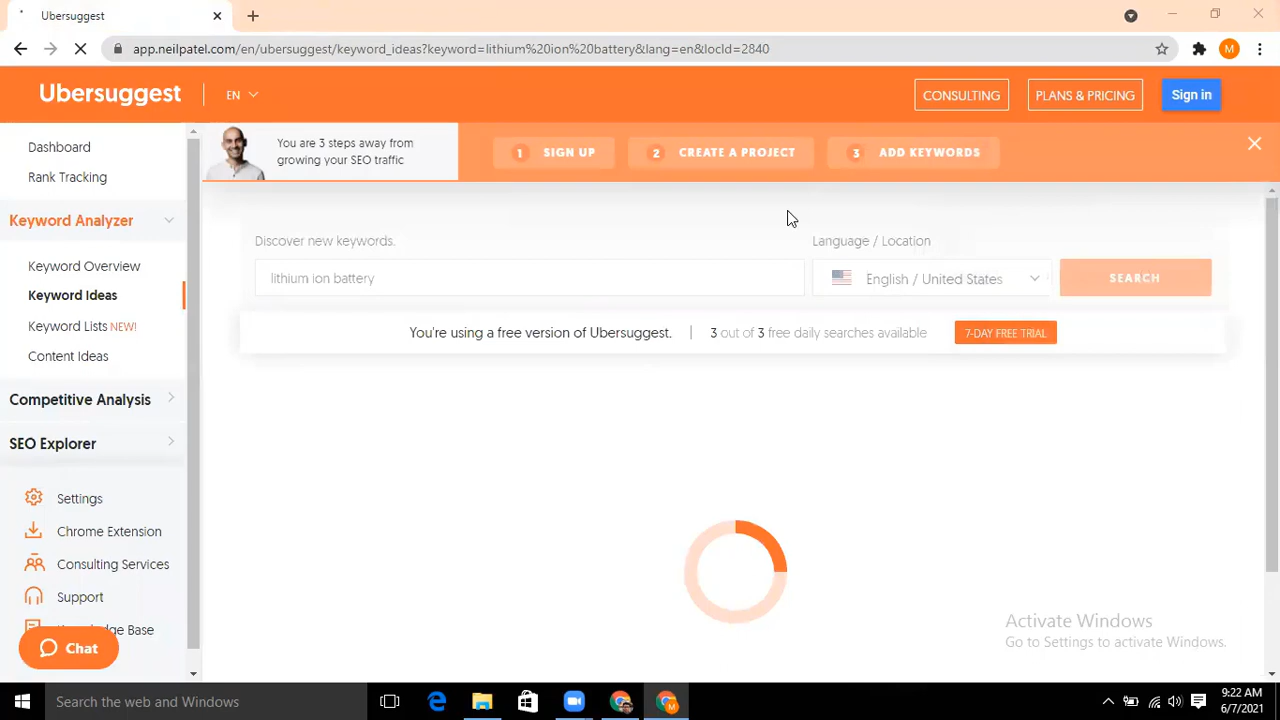 Ubersuggest
app.neilpatel.com/en/ubersuggest/keyword_ideas?keyword=lithium%20ion%20battery&lang=en&locId=2840
M
Ubersuggest
EN
CONSULTING
PLANS & PRICING
Sign in
You are 3 steps away from
growing your SEO traffic
1 SIGN UP
2 CREATE A PROJECT
3 ADD KEYWORDS
Dashboard
Rank Tracking
Keyword Analyzer
Keyword Overview
Keyword Ideas
Keyword Lists NEW!
Content Ideas
Competitive Analysis
SEO Explorer
Settings
Chrome Extension
Consulting Services
Support
Base
Chat
Discover new keywords.
Language / Location
lithium ion battery
English / United States
SEARCH
You're using a free version of Ubersuggest.
3 out of 3 free daily searches available
7-DAY FREE TRIAL
Activate Windows
Go to Settings to activate Windows.
Search the web and Windows
9:22 AM
6/7/2021